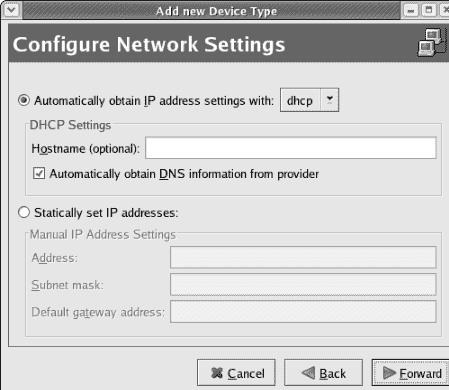 Add new Device Type
Configure Network Settings
Automatically obtain IP address settings with: dhcp
DHCP Settings
Hostname (optional):
Automatically obtain DNS information from provider
Statically set IP addresses:
Manual IP Address Settings
Address:
Subnet mask:
Default gateway address:
Cancel Back Forward